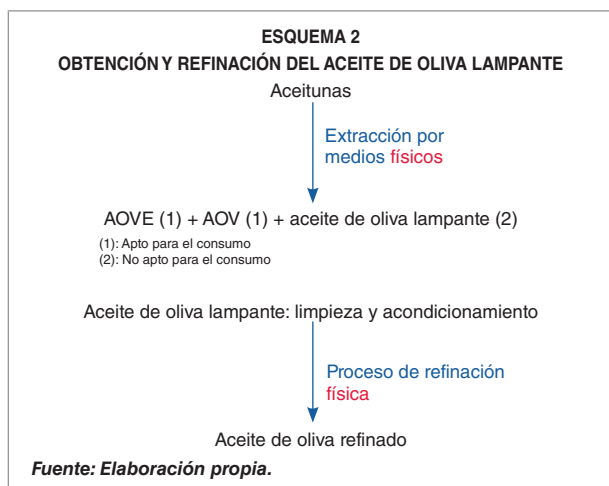 ESQUEMA 2
OBTENCIÓN Y REFINACIÓN DEL ACEITE DE OLIVA LAMPANTE
Aceitunas
Extracción por
medios físicos
AOVE (1) + AOV (1) + aceite de oliva lampante (2)
(1): Apto para el consumo
(2): No apto para el consumo
Aceite de oliva lampante: limpieza y acondicionamiento
Proceso de refinación
física
Aceite de oliva refinado
Fuente: Elaboración propia.